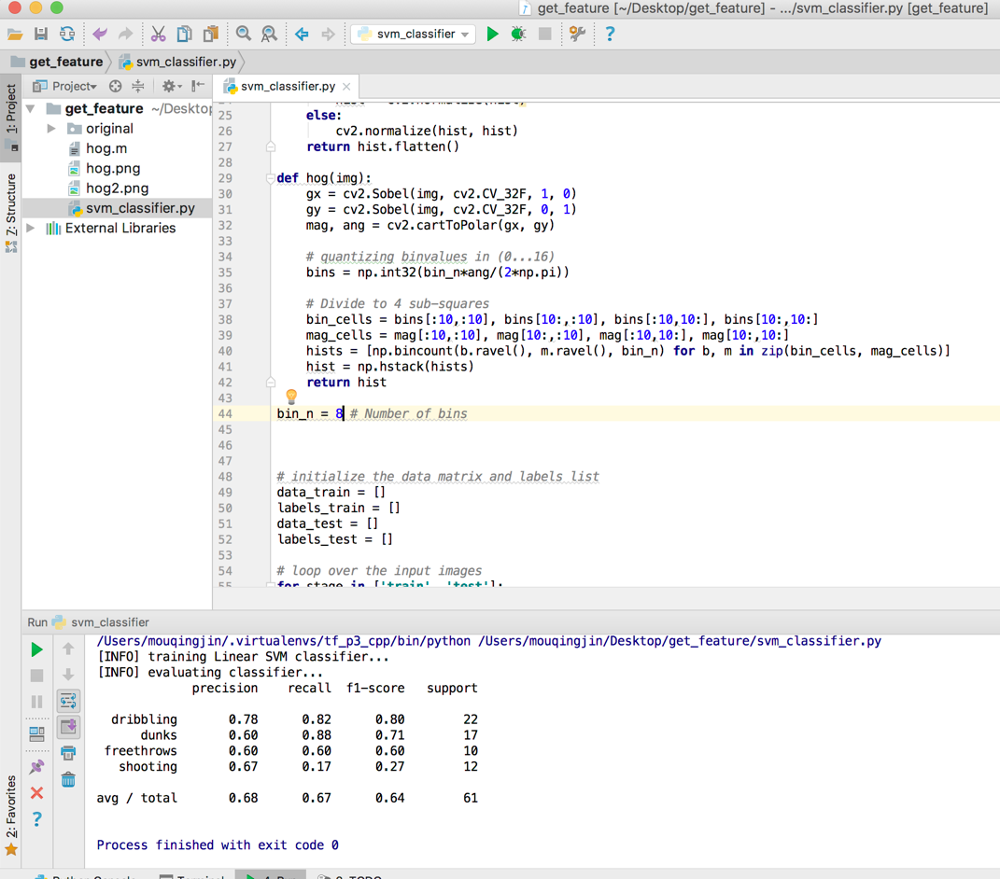 get_feature [~/Desktop/get_feature] - .../svm_classifier.py [get_feature]
svm_classifier
?
get_feature
svm_classifier.py
1: Project
Project
svm_classifier.py
get_feature ~/Desktop
original
hog.m
hog.png
hog2.png
svm_classifier.py
External Libraries
Z: Structure
25 else:
26 cv2.normalize(hist, hist)
27 return hist.flatten()
28
29 def hog(img):
30 gx = cv2.Sobel(img, cv2.CV_32F, 1, 0)
31 gy = cv2.Sobel(img, cv2.CV_32F, 0, 1)
32 mag, ang = cv2.cartToPolar(gx, gy)
33
34 # quantizing binvalues in (0...16)
35 bins = np.int32(bin_n*ang/(2*np.pi))
36
37 # Divide to 4 sub-squares
38 bin_cells = bins[:10,:10], bins[10:,:10], bins[:10,10:], bins[10:,10:]
39 mag_cells = mag[:10,:10], mag[10:,:10], mag[:10,10:], mag[10:,10:]
40 hists = [np.bincount(b.ravel(), m.ravel(), bin_n) for b, m in zip(bin_cells, mag_cells)]
41 hist = np.hstack(hists)
42 return hist
43
44 bin_n = 8 # Number of bins
45
46
47
48 # initialize the data matrix and labels list
49 data_train = []
50 labels_train = []
51 data_test = []
52 labels_test = []
53
54 # loop over the input images
55 for stage in ['train', 'test']:
Run svm_classifier
/Users/mouqingjin/.virtualenvs/tf_p3_cpp/bin/python /Users/mouqingjin/Desktop/get_feature/svm_classifier.py
[INFO] training Linear SVM classifier...
[INFO] evaluating classifier...
precision recall f1-score support
dribbling 0.78 0.82 0.80 22
dunks 0.60 0.88 0.71 17
freethrows 0.60 0.60 0.60 10
shooting 0.67 0.17 0.27 12
avg / total 0.68 0.67 0.64 61
Process finished with exit code 0
?
2: Favorites
Python Console
Terminal
4: Run
6: TODO